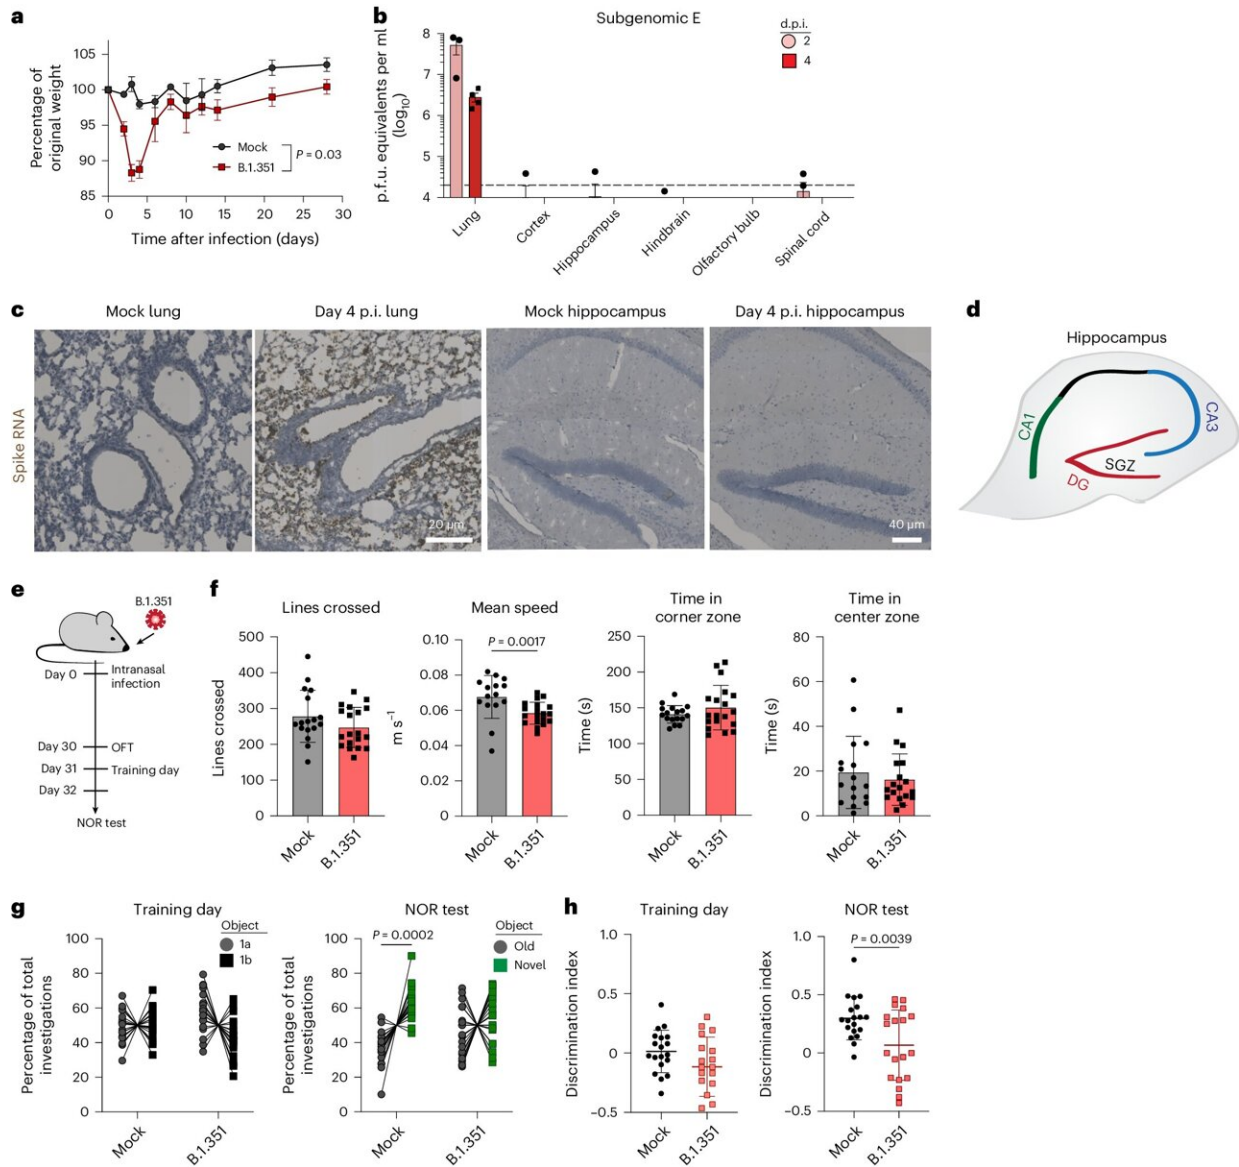 a
Percentage of
original weight
105
100
95
90
85
0 5 10 15 20 25 30
Time after infection (days)
Mock
B.1.351
P = 0.03
b
Subgenomic E
d.p.i.
2
4
p.f.u. equivalents per ml
(log10)
8
7
6
5
4
Lung
Cortex
Hippocampus
Hindbrain
Olfactory bulb
Spinal cord
c
Mock lung
Day 4 p.i. lung
Mock hippocampus
Day 4 p.i. hippocampus
Spike RNA
20 µm
40 µm
d
Hippocampus
CA1
CA3
SGZ
DG
e
B.1.351
Day 0
Intranasal
infection
Day 30
OFT
Day 31
Training day
Day 32
NOR test
f
Lines crossed
Lines crossed
500
400
300
200
100
0
Mock
B.1.351
Mean speed
P = 0.0017
m s−1
0.10
0.08
0.06
0.04
0.02
0
Mock
B.1.351
Time in
corner zone
Time (s)
250
200
150
100
50
0
Mock
B.1.351
Time in
center zone
Time (s)
80
60
40
20
0
Mock
B.1.351
g
Training day
Object
1a
1b
Percentage of total
investigations
100
80
60
40
20
0
Mock
B.1.351
NOR test
P = 0.0002
Object
Old
Novel
Percentage of total
investigations
100
80
60
40
20
0
Mock
B.1.351
h
Training day
Discrimination index
1.0
0.5
0
−0.5
Mock
B.1.351
NOR test
P = 0.0039
Discrimination index
1.0
0.5
0
−0.5
Mock
B.1.351